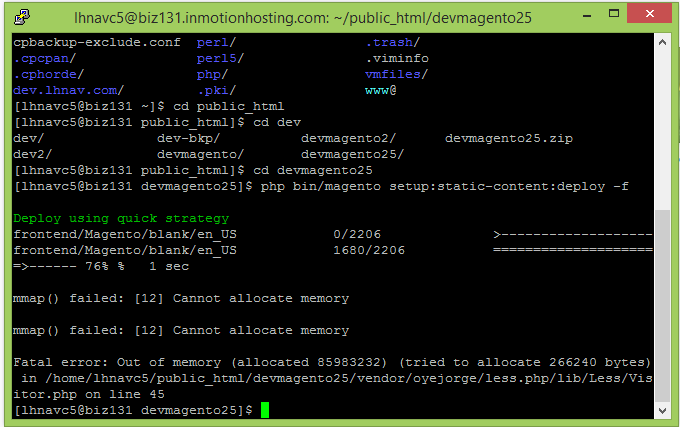 lhnavc5@biz131.inmotionhosting.com: ~/public_html/devmagento25
cpbackup-exclude.conf perl/ .trash/
.cpcpan/ perl5/ .viminfo
.cphorde/ php/ vmfiles/
dev.lhnav.com/ .pki/ www@
[lhnavc5@biz131 ~]$ cd public_html
[lhnavc5@biz131 public_html]$ cd dev
dev/ dev-bkp/ devmagento2/ devmagento25.zip
dev2/ devmagento/ devmagento25/
[lhnavc5@biz131 public_html]$ cd devmagento25
[lhnavc5@biz131 devmagento25]$ php bin/magento setup:static-content:deploy -f
Deploy using quick strategy
frontend/Magento/blank/en_US 0/2206 >-------------------
frontend/Magento/blank/en_US 1680/2206 ====================
=>------ 76% % 1 sec
mmap() failed: [12] Cannot allocate memory
mmap() failed: [12] Cannot allocate memory
Fatal error: Out of memory (allocated 85983232) (tried to allocate 266240 bytes)
in /home/lhnavc5/public_html/devmagento25/vendor/oyejorge/less.php/lib/Less/Vis
itor.php on line 45
[lhnavc5@biz131 devmagento25]$